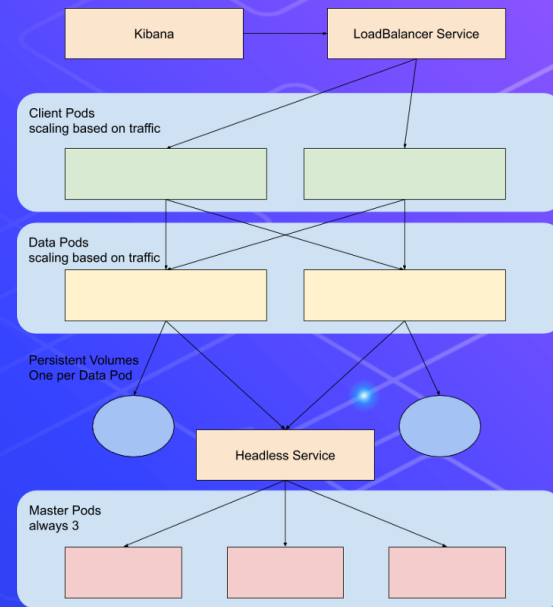 Kibana
LoadBalancer Service
Client Pods
scaling based on traffic
Data Pods
scaling based on traffic
Persistent Volumes
One per Data Pod
Headless Service
Master Pods
always 3